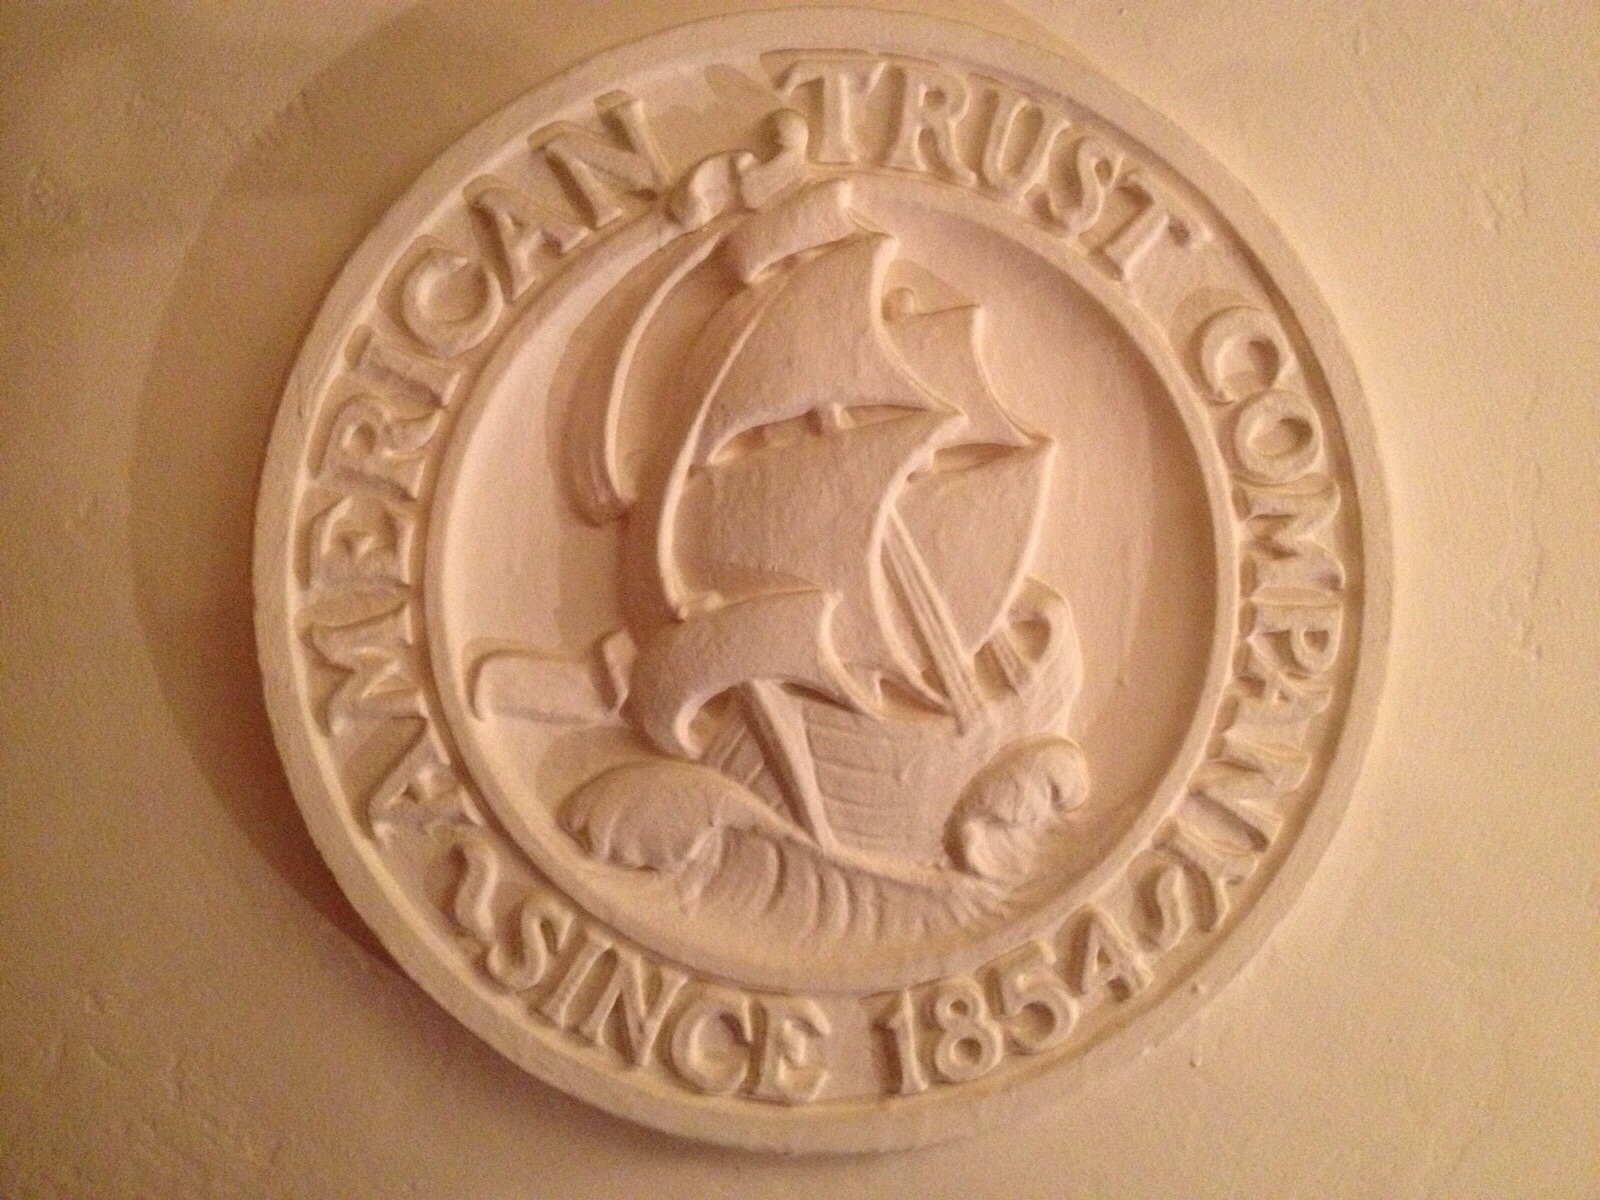 AMERICAN TRUST COMPANY
SINCE 1854